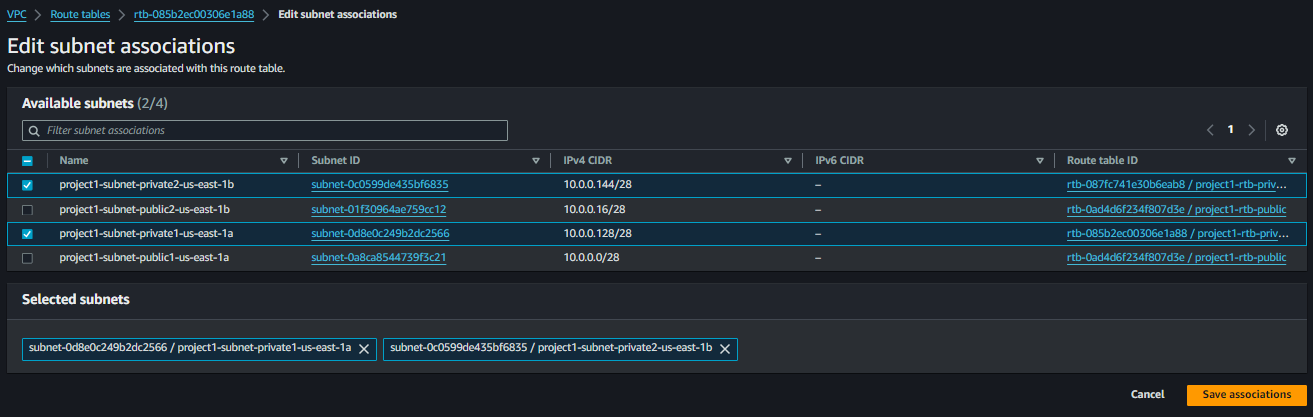 VPC > Route tables > rtb-085b2ec00306e1a88 > Edit subnet associations
Edit subnet associations
Change which subnets are associated with this route table.
Available subnets (2/4)
Filter subnet associations
1
Name Subnet ID IPv4 CIDR IPv6 CIDR Route table ID
project1-subnet-private2-us-east-1b subnet-0c0599de435bf6835 10.0.0.144/28 – rtb-087fc741e30b6eab8 / project1-rtb-priv...
project1-subnet-public2-us-east-1b subnet-01f30964ae759cc12 10.0.0.16/28 – rtb-0ad4d6f234f807d3e / project1-rtb-public
project1-subnet-private1-us-east-1a subnet-0d8e0c249b2dc2566 10.0.0.128/28 – rtb-085b2ec00306e1a88 / project1-rtb-priv...
project1-subnet-public1-us-east-1a subnet-0a8ca8544739f3c21 10.0.0.0/28 – rtb-0ad4d6f234f807d3e / project1-rtb-public
Selected subnets
subnet-0d8e0c249b2dc2566 / project1-subnet-private1-us-east-1a subnet-0c0599de435bf6835 / project1-subnet-private2-us-east-1b
Cancel Save associations